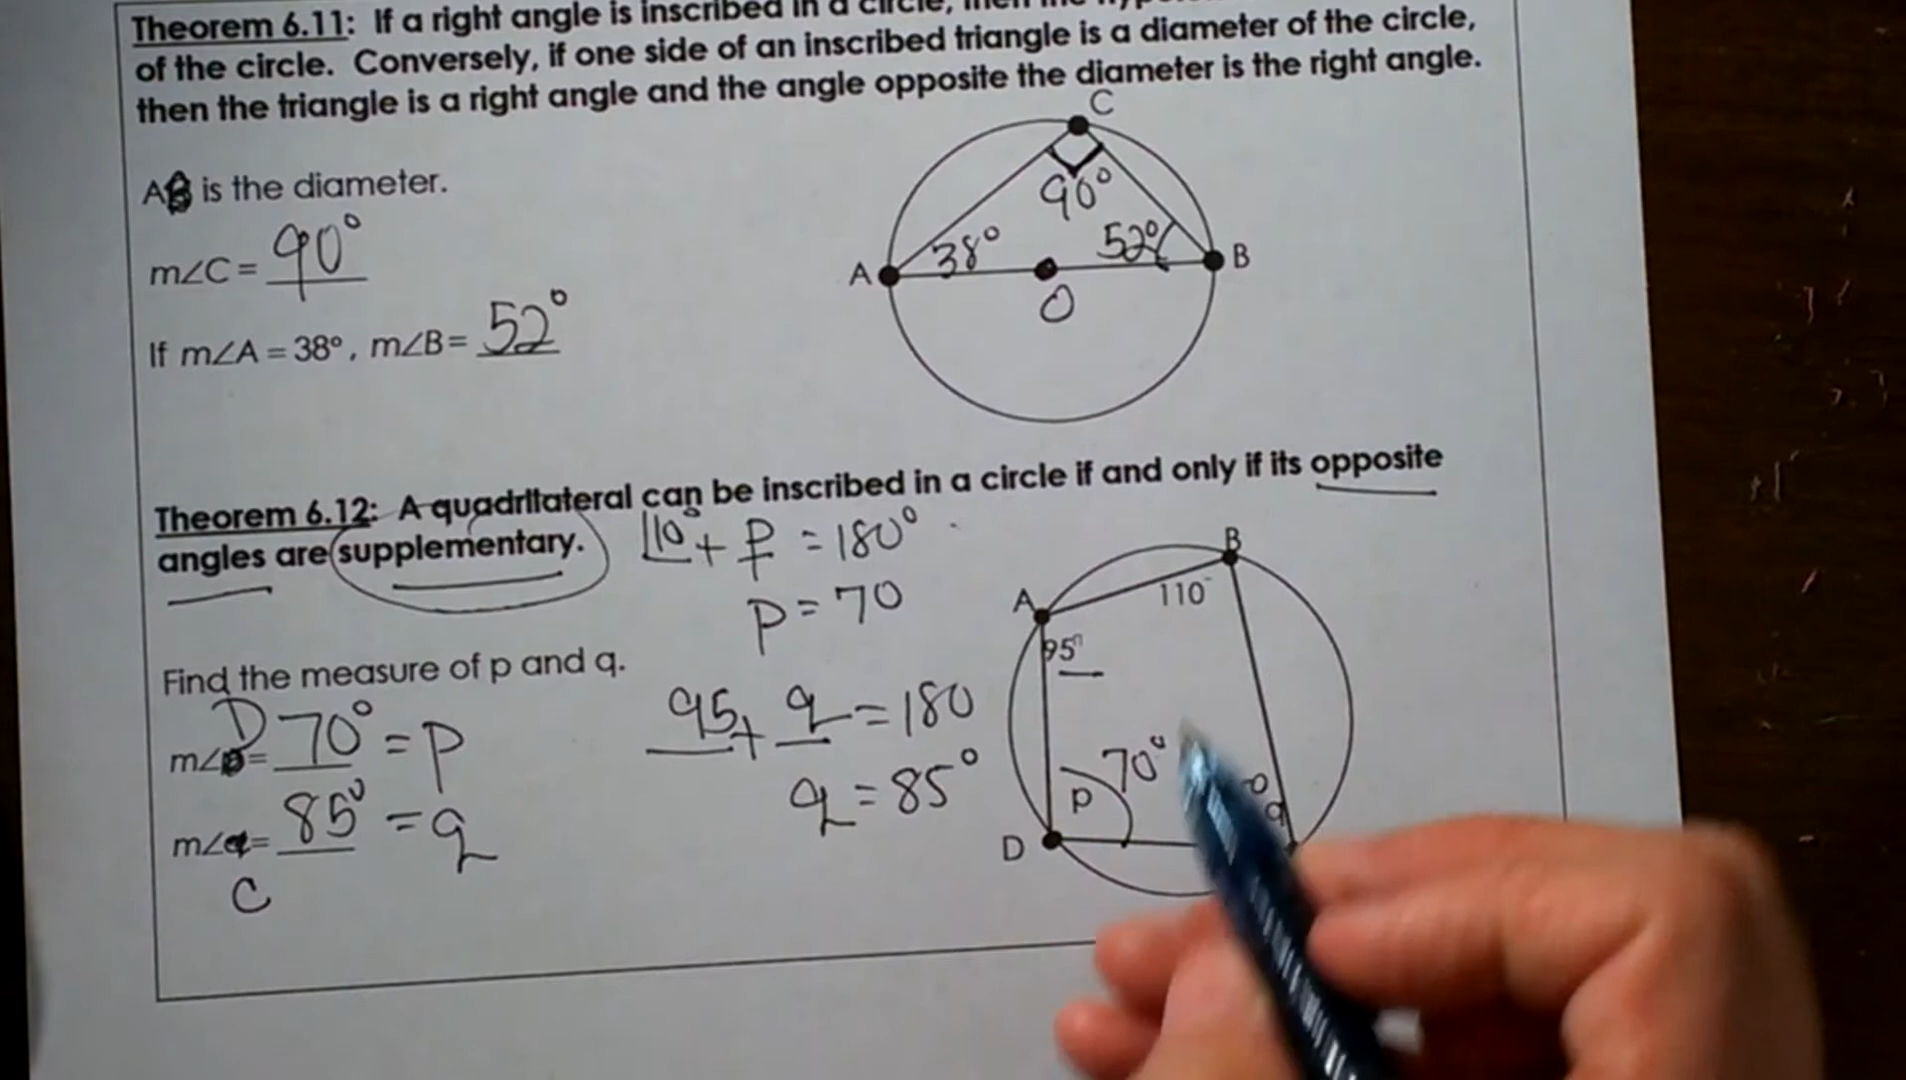 Theorem 6.11: If a right angle is inscribed in a circle, then the
of the circle. Conversely, if one side of an inscribed triangle is a diameter of the circle,
then the triangle is a right angle and the angle opposite the diameter is the right angle.
C
AB is the diameter.
90°
m∠C = 90°
A 38° 52° B
O
If m∠A = 38°, m∠B = 52°
Theorem 6.12: A quadrilateral can be inscribed in a circle if and only if its opposite
angles are supplementary.
110° + p = 180°
B
p = 70
A 110°
95°
Find the measure of p and q.
95 + q = 180
m∠D = 70° = p
70°
q = 85°
p q
m∠ = 85° = q
D
C